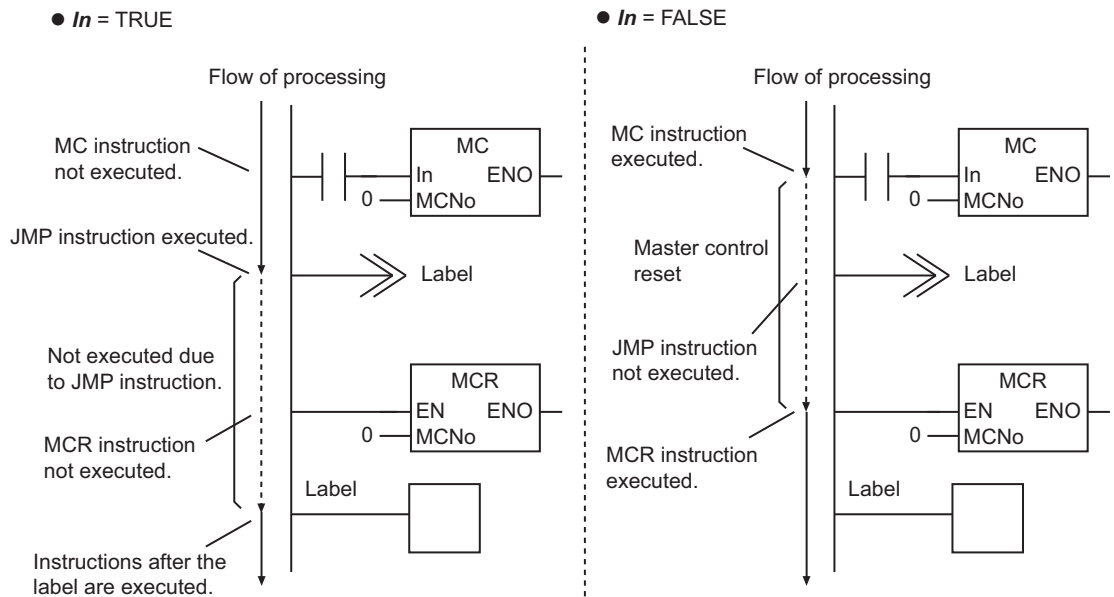 ● In = TRUE
Flow of processing
MC instruction
not executed.
MC
In ENO
0 MCNo
JMP instruction executed.
Label
Not executed due
to JMP instruction.
MCR
EN ENO
0 MCNo
MCR instruction
not executed.
Label
Instructions after the
label are executed.
● In = FALSE
Flow of processing
MC instruction
executed.
MC
In ENO
0 MCNo
Master control
reset
Label
JMP instruction
not executed.
MCR
EN ENO
0 MCNo
MCR instruction
executed.
Label